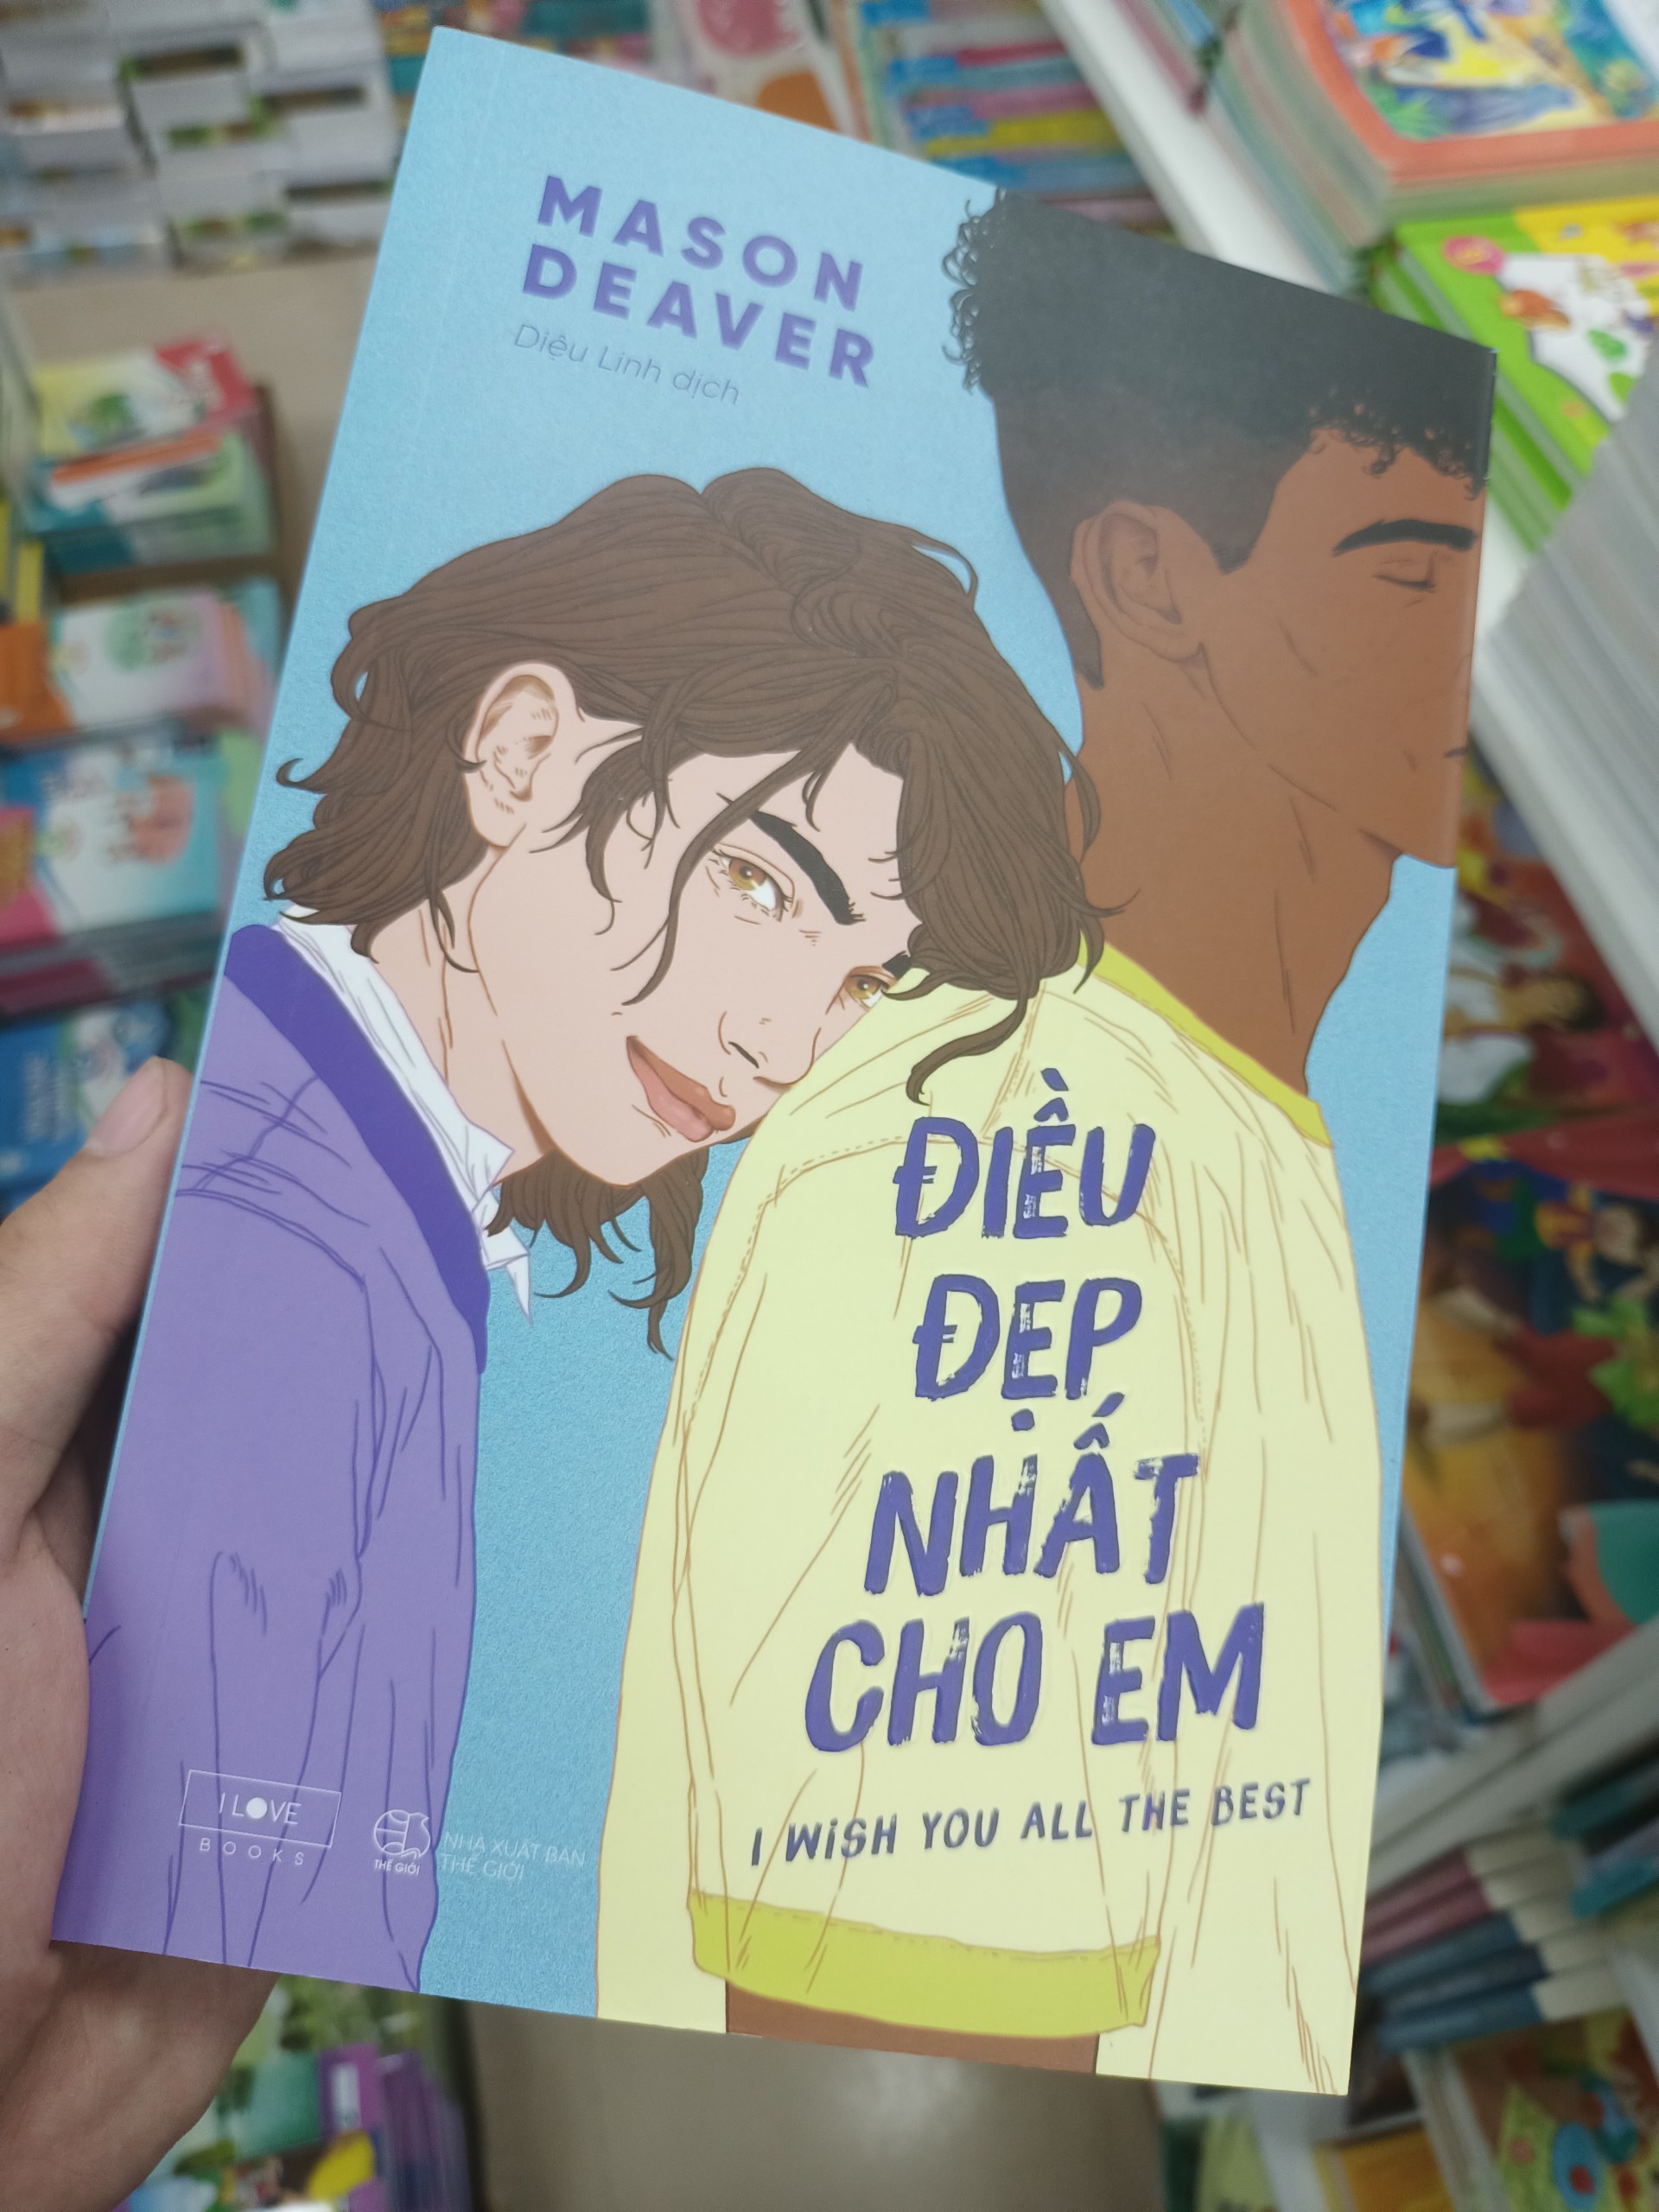 MASON
DEAVER
Diệu Linh dịch
ĐIỀU
ĐẸP
NHẤT
CHO EM
I WISH YOU ALL THE BEST
I LOVE
BOOKS
THẾ GIỚI
NHÀ XUẤT BẢN
THẾ GIỚI